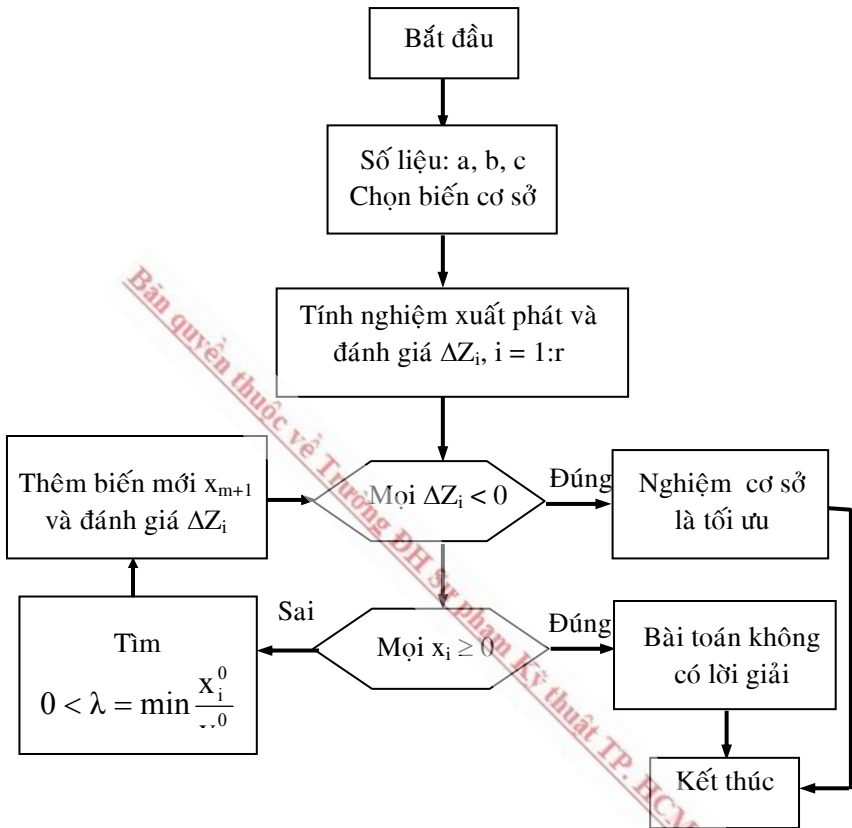 Bắt đầu
Số liệu: a, b, c
Chọn biến cơ sở
Tính nghiệm xuất phát và
đánh giá ΔZi, i = 1:r
Thêm biến mới xm+1
và đánh giá ΔZi
Mọi ΔZi < 0
Đúng
Nghiệm cơ sở
là tối ưu
Sai
Tìm
0 < λ = min x_i^0
Mọi xi ≥ 0
Đúng
Bài toán không
có lời giải
Kết thúc
Bản quyền thuộc về Trường ĐH Sư phạm Kỹ thuật TP. HCM